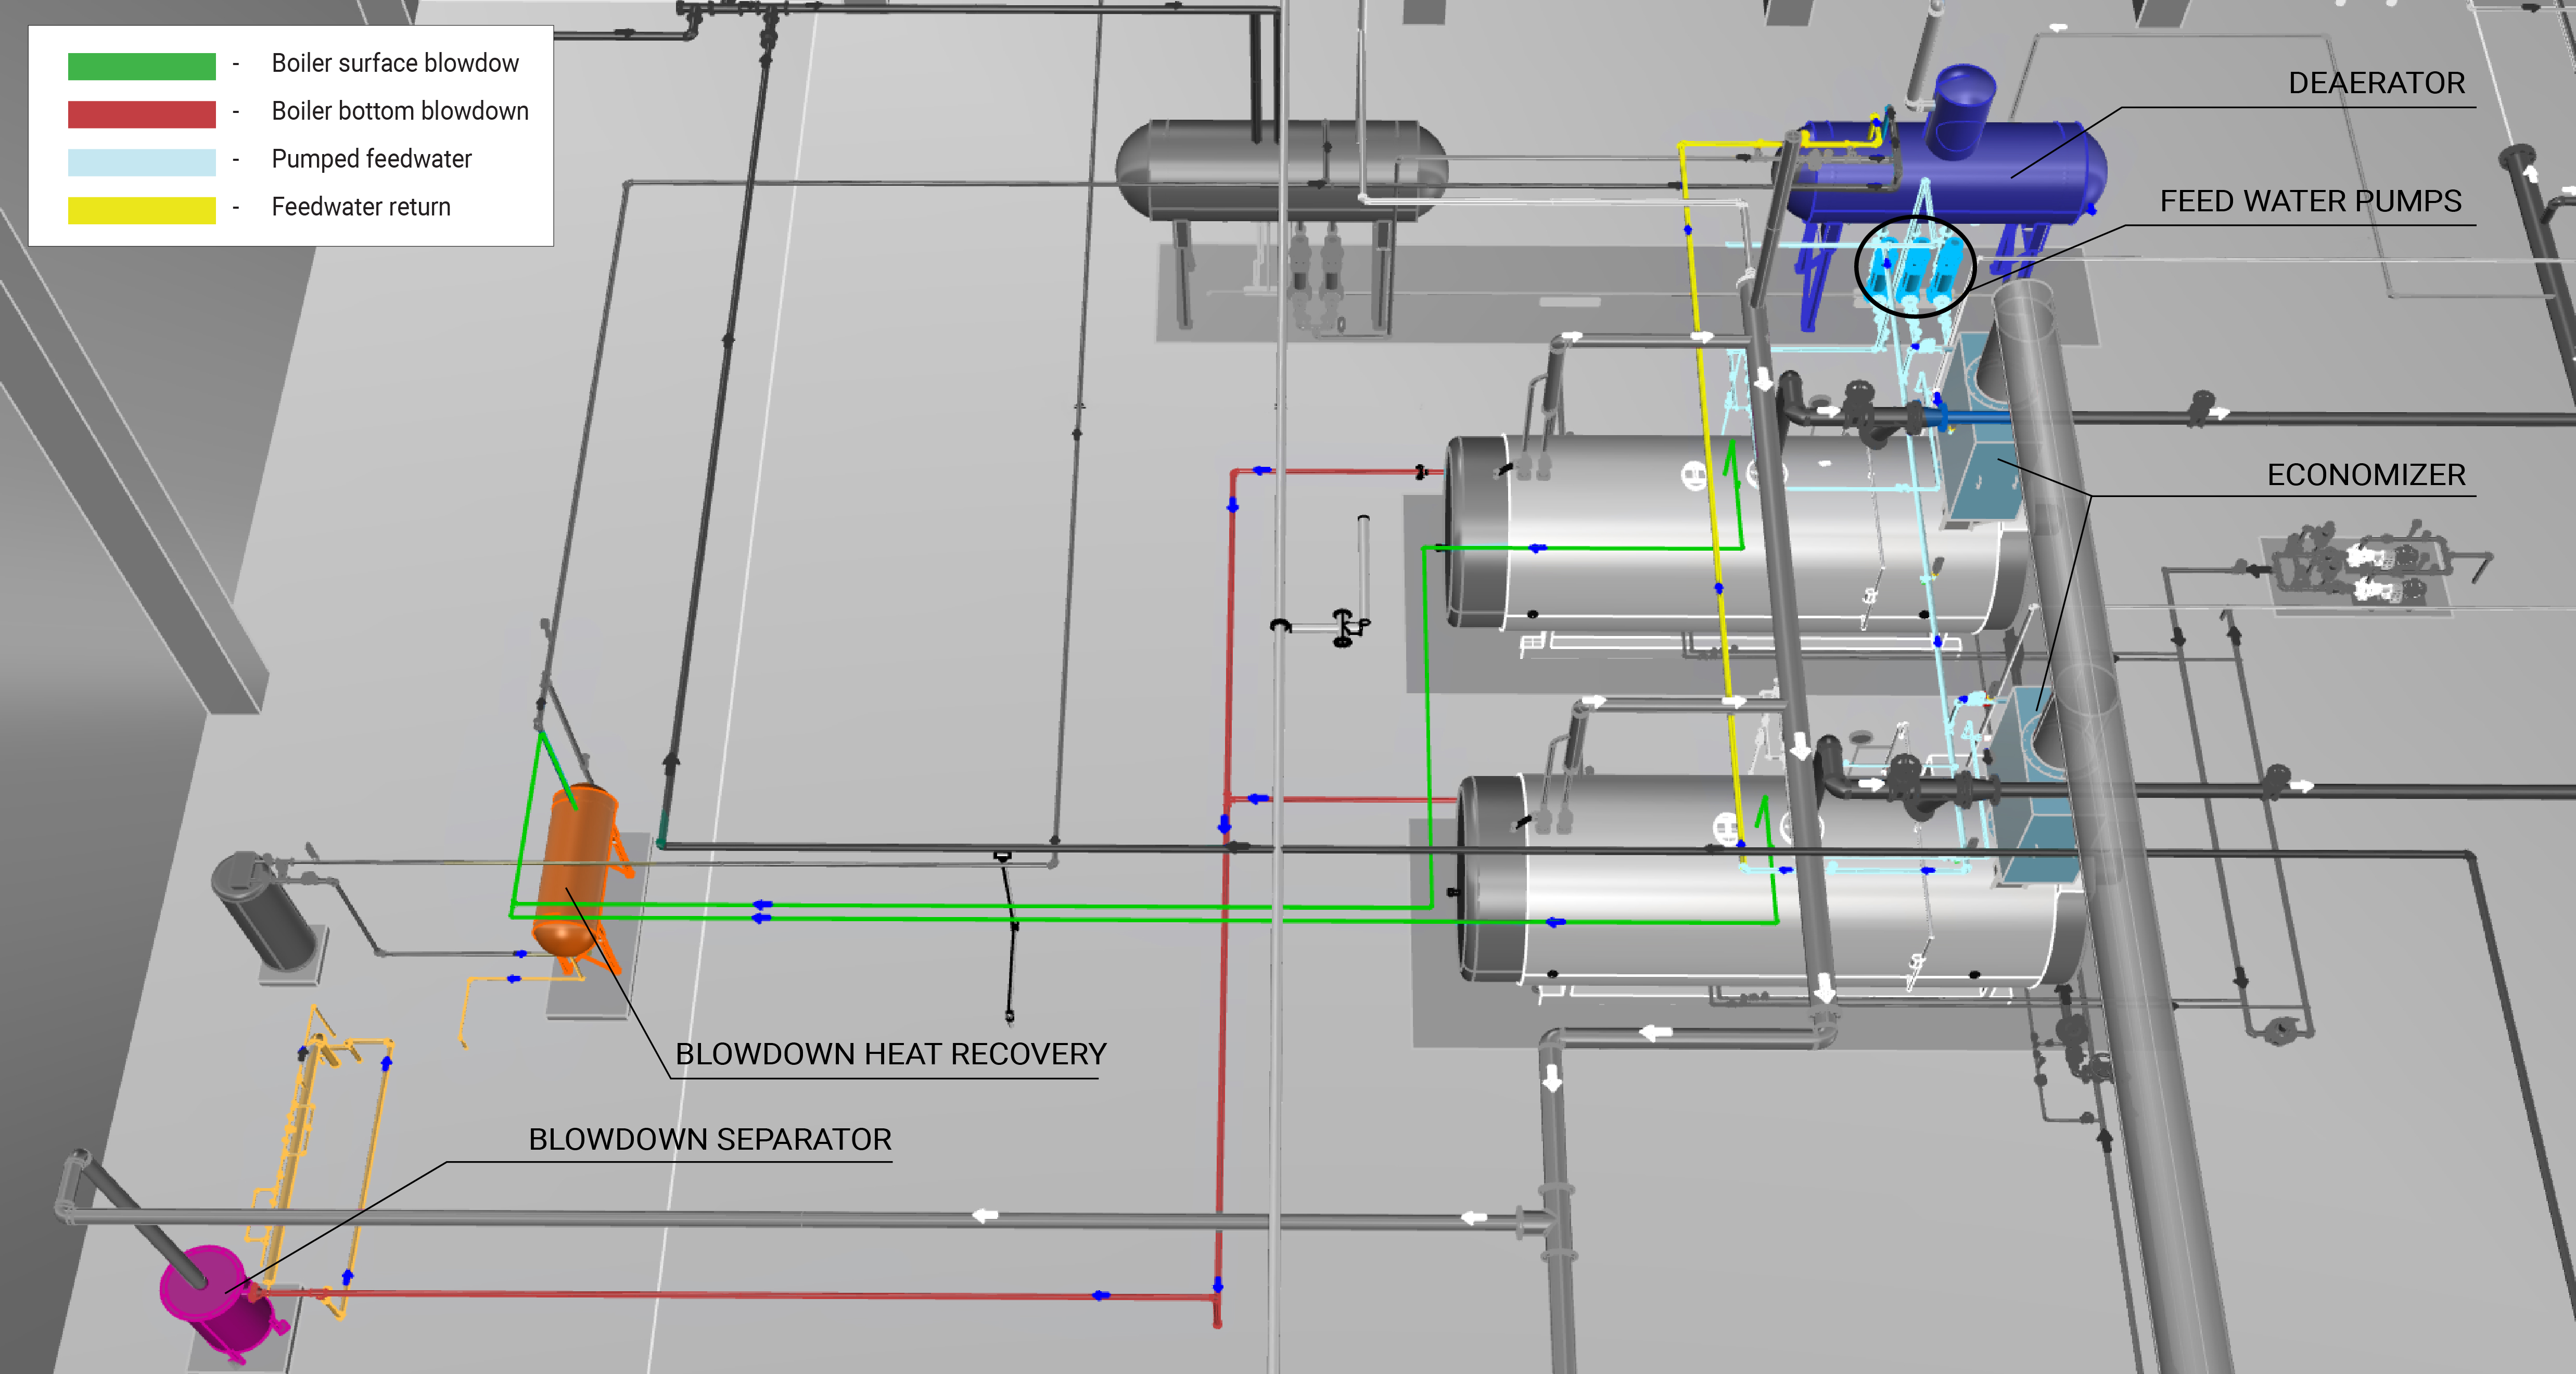 - Boiler surface blowdow
- Boiler bottom blowdown
- Pumped feedwater
- Feedwater return
DEAERATOR
FEED WATER PUMPS
ECONOMIZER
BLOWDOWN HEAT RECOVERY
BLOWDOWN SEPARATOR